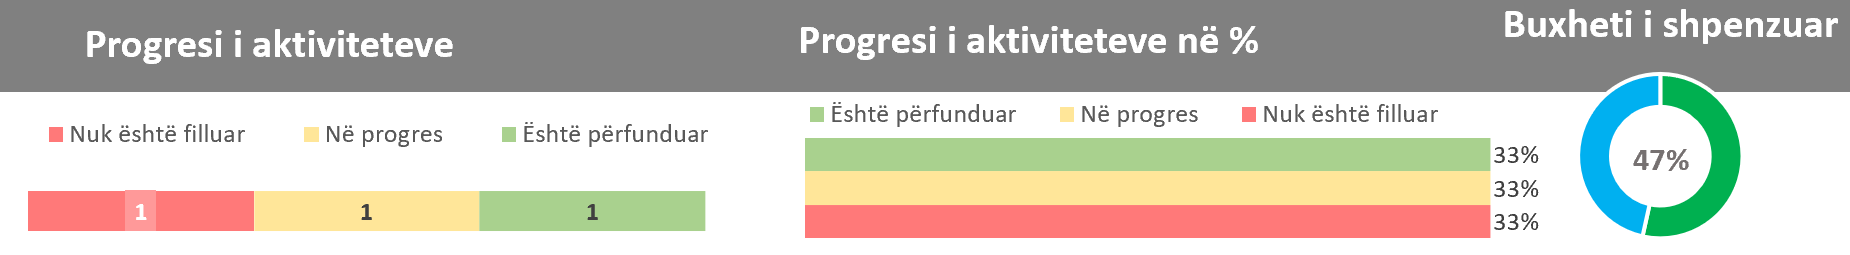 Progresi i aktiviteteve
Nuk është filluar
Në progres
Është përfunduar
1
1
1
Progresi i aktiviteteve në %
Është përfunduar
Në progres
Nuk është filluar
33%
33%
33%
Buxheti i shpenzuar
47%